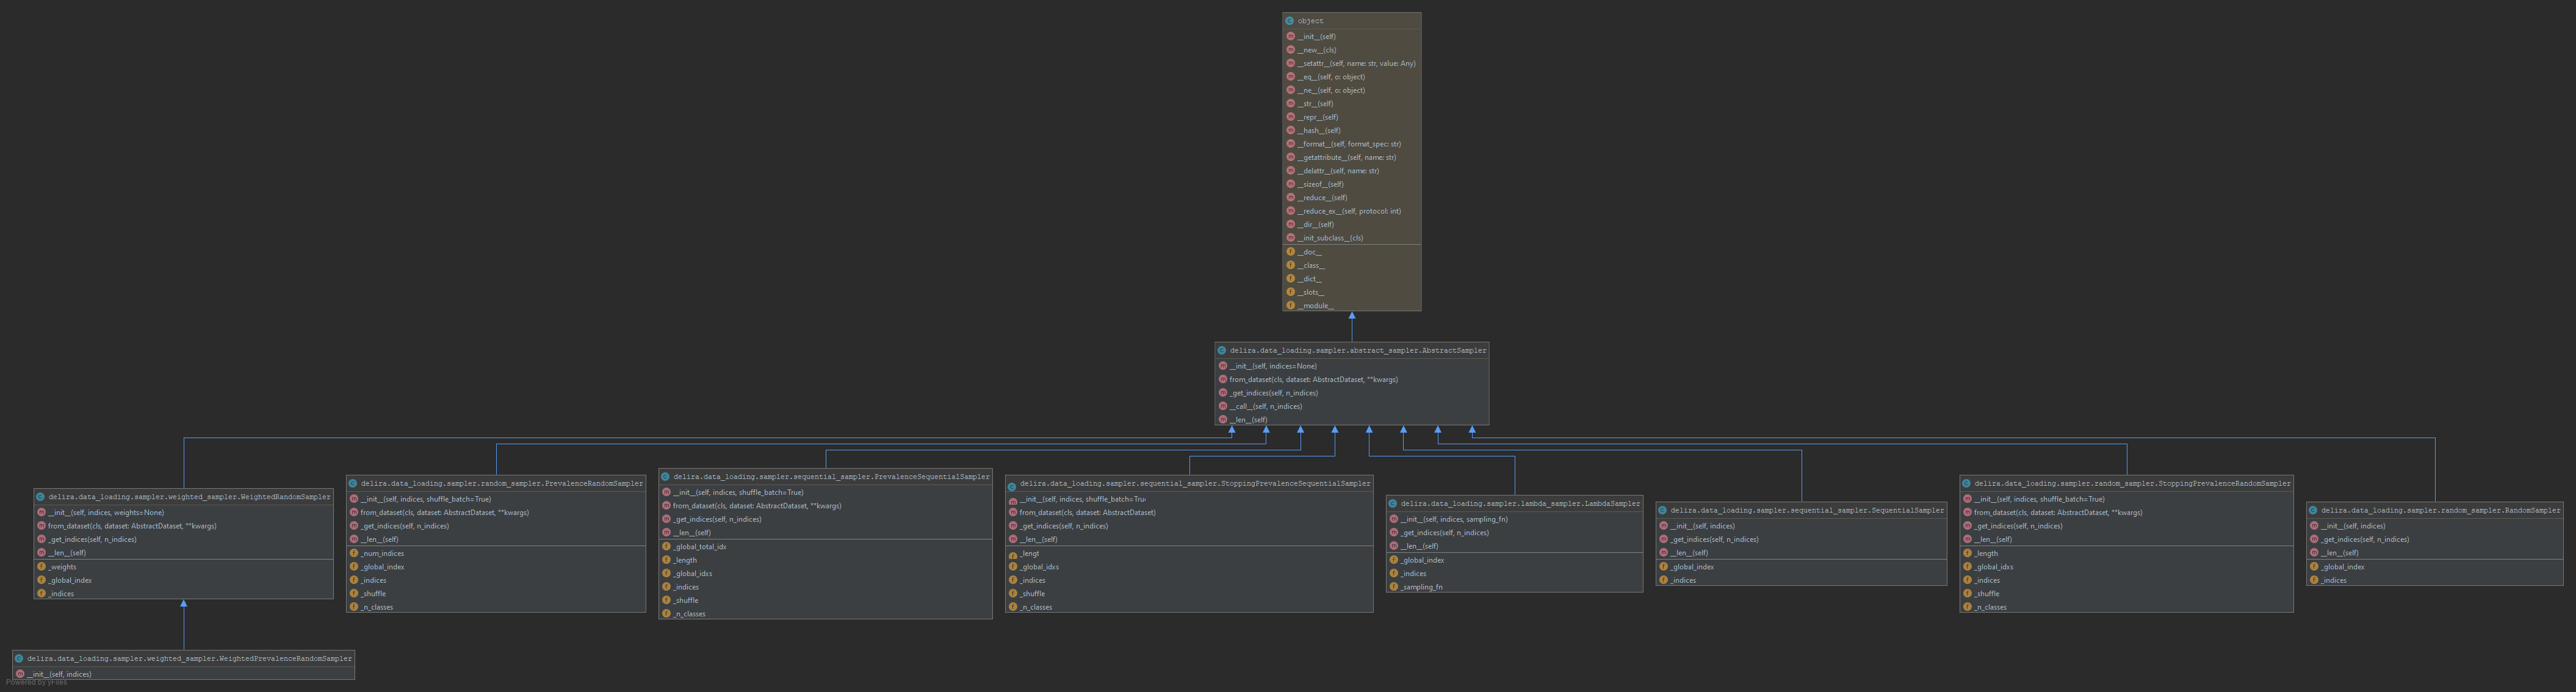 object
__init__(self)
__new__(cls)
__setattr__(self, name: str, value: Any)
__eq__(self, o: object)
__ne__(self, o: object)
__str__(self)
__repr__(self)
__hash__(self)
__format__(self, format_spec: str)
__getattribute__(self, name: str)
__delattr__(self, name: str)
__sizeof__(self)
__reduce__(self)
__reduce_ex__(self, protocol: int)
__dir__(self)
__init_subclass__(cls)
__doc__
__class__
__dict__
__slots__
__module__
delira.data_loading.sampler.abstract_sampler.AbstractSampler
__init__(self, indices=None)
from_dataset(cls, dataset: AbstractDataset, **kwargs)
_get_indices(self, n_indices)
__call__(self, n_indices)
__len__(self)
delira.data_loading.sampler.weighted_sampler.WeightedRandomSampler
__init__(self, indices, weights=None)
from_dataset(cls, dataset: AbstractDataset, **kwargs)
_get_indices(self, n_indices)
__len__(self)
_weights
_global_index
_indices
delira.data_loading.sampler.random_sampler.PrevalenceRandomSampler
__init__(self, indices, shuffle_batch=True)
from_dataset(cls, dataset: AbstractDataset, **kwargs)
_get_indices(self, n_indices)
__len__(self)
_num_indices
_global_index
_indices
_shuffle
_n_classes
delira.data_loading.sampler.sequential_sampler.PrevalenceSequentialSampler
__init__(self, indices, shuffle_batch=True)
from_dataset(cls, dataset: AbstractDataset, **kwargs)
_get_indices(self, n_indices)
__len__(self)
_global_total_idx
_length
_global_idxs
_indices
_shuffle
_n_classes
delira.data_loading.sampler.sequential_sampler.StoppingPrevalenceSequentialSampler
__init__(self, indices, shuffle_batch=Tru
from_dataset(cls, dataset: AbstractDataset)
_get_indices(self, n_indices)
__len__(self)
_lengt
_global_idxs
_indices
_shuffle
_n_classes
delira.data_loading.sampler.lambda_sampler.LambdaSampler
__init__(self, indices, sampling_fn)
_get_indices(self, n_indices)
__len__(self)
_global_index
_indices
_sampling_fn
delira.data_loading.sampler.sequential_sampler.SequentialSampler
__init__(self, indices)
_get_indices(self, n_indices)
__len__(self)
_global_index
_indices
delira.data_loading.sampler.random_sampler.StoppingPrevalenceRandomSampler
__init__(self, indices, shuffle_batch=True)
from_dataset(cls, dataset: AbstractDataset, **kwargs)
_get_indices(self, n_indices)
__len__(self)
_length
_global_idxs
_indices
_shuffle
_n_classes
delira.data_loading.sampler.random_sampler.RandomSampler
__init__(self, indices)
_get_indices(self, n_indices)
__len__(self)
_global_index
_indices
delira.data_loading.sampler.weighted_sampler.WeightedPrevalenceRandomSampler
__init__(self, indices)
Powered by yFiles